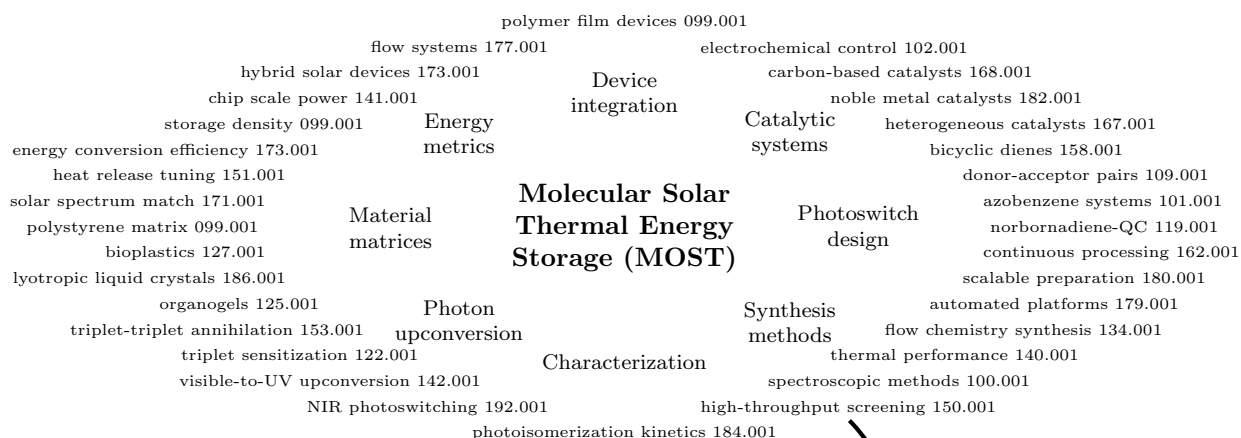 polymer film devices 099.001
flow systems 177.001
electrochemical control 102.001
hybrid solar devices 173.001
carbon-based catalysts 168.001
Device
integration
chip scale power 141.001
noble metal catalysts 182.001
storage density 099.001
Energy
metrics
Catalytic
systems
heterogeneous catalysts 167.001
energy conversion efficiency 173.001
bicyclic dienes 158.001
heat release tuning 151.001
donor-acceptor pairs 109.001
solar spectrum match 171.001
azobenzene systems 101.001
Molecular Solar
Thermal Energy
Storage (MOST)
Material
matrices
Photoswitch
design
polystyrene matrix 099.001
norbornadiene-QC 119.001
bioplastics 127.001
continuous processing 162.001
lyotropic liquid crystals 186.001
scalable preparation 180.001
organogels 125.001
automated platforms 179.001
Photon
upconversion
Synthesis
methods
triplet-triplet annihilation 153.001
flow chemistry synthesis 134.001
triplet sensitization 122.001
Characterization
thermal performance 140.001
visible-to-UV upconversion 142.001
spectroscopic methods 100.001
NIR photoswitching 192.001
high-throughput screening 150.001
photoisomerization kinetics 184.001